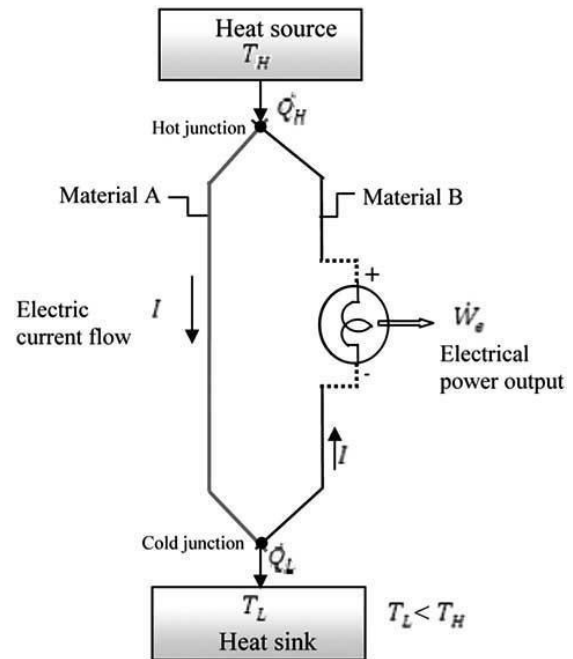 Heat source
T_H
Q̇_H
Hot junction
Material A
Material B
+
Electric
current flow
I
Ẇ_e
Electrical
power output
-
I
Cold junction
Q̇_L
T_L
Heat sink
T_L < T_H